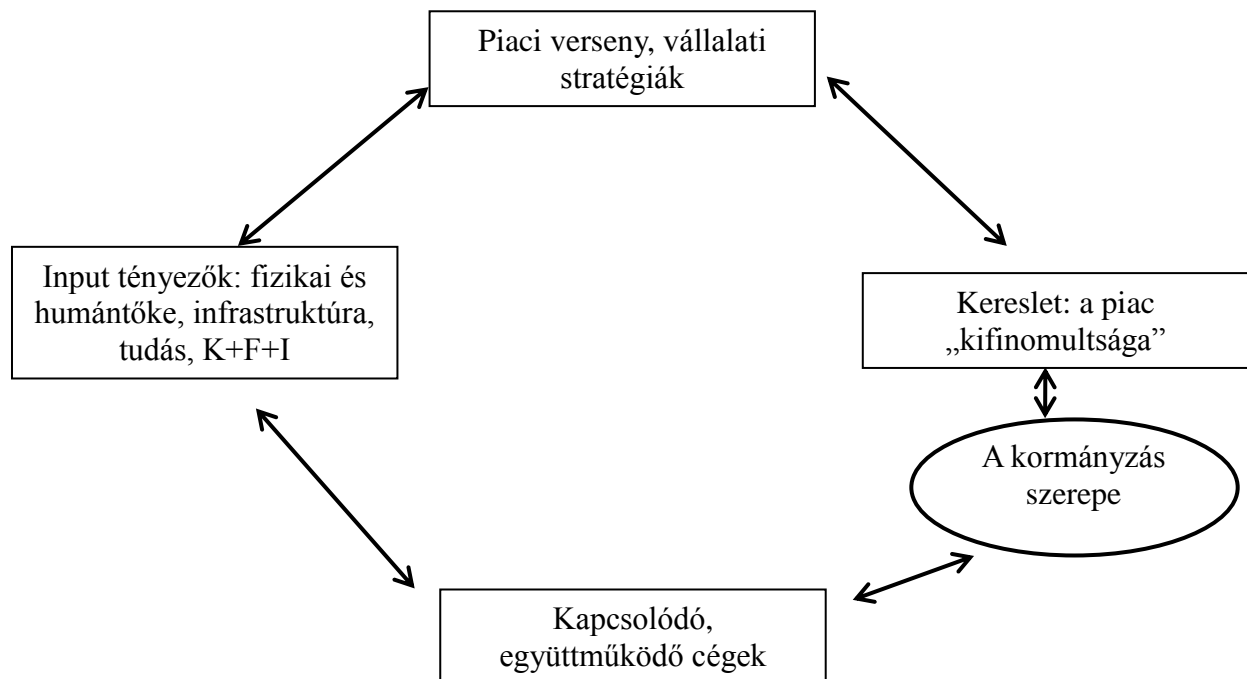 Piaci verseny, vállalati
stratégiák
Input tényezők: fizikai és
humántőke, infrastruktúra,
tudás, K+F+I
Kereslet: a piac
„kifinomultsága”
A kormányzás
szerepe
Kapcsolódó,
együttműködő cégek